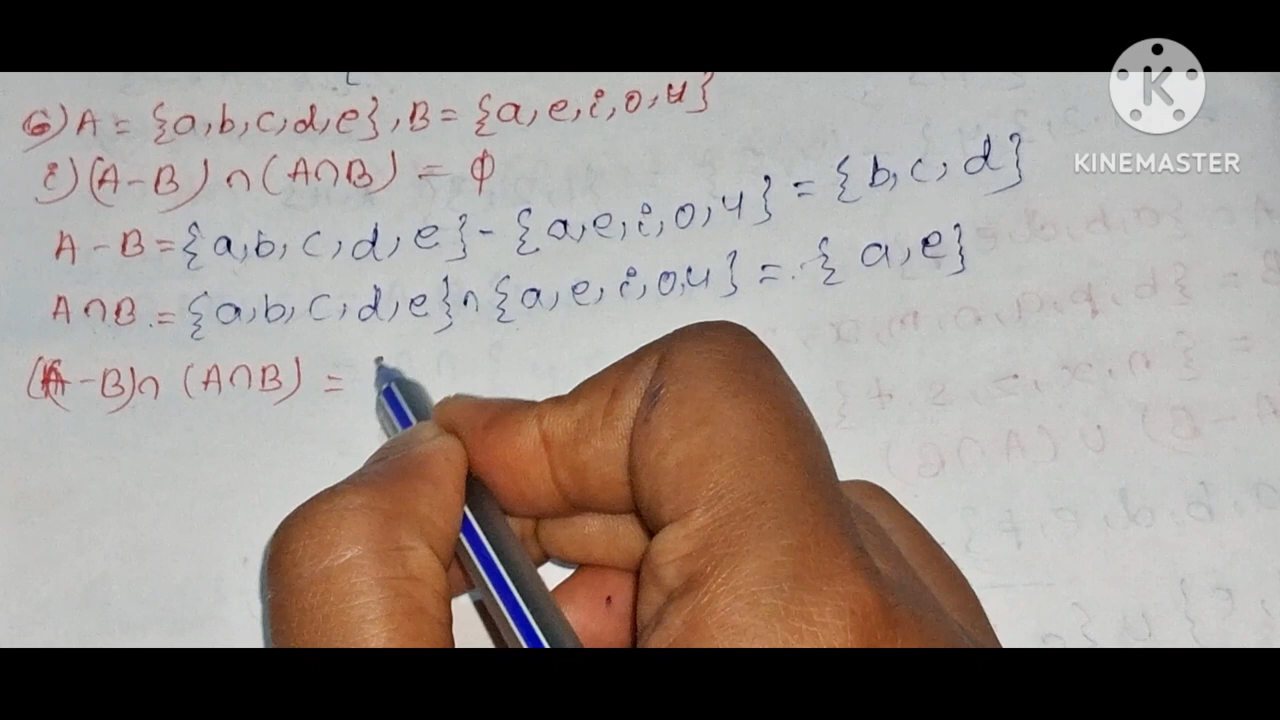 6) A = {a, b, c, d, e}, B = {a, e, i, o, u}
i) (A-B) ∩ (A∩B) = ϕ
A - B = {a, b, c, d, e} - {a, e, i, o, u} = {b, c, d}
A∩B = {a, b, c, d, e} ∩ {a, e, i, o, u} = {a, e}
(A-B) ∩ (A∩B) =
K
KINEMASTER